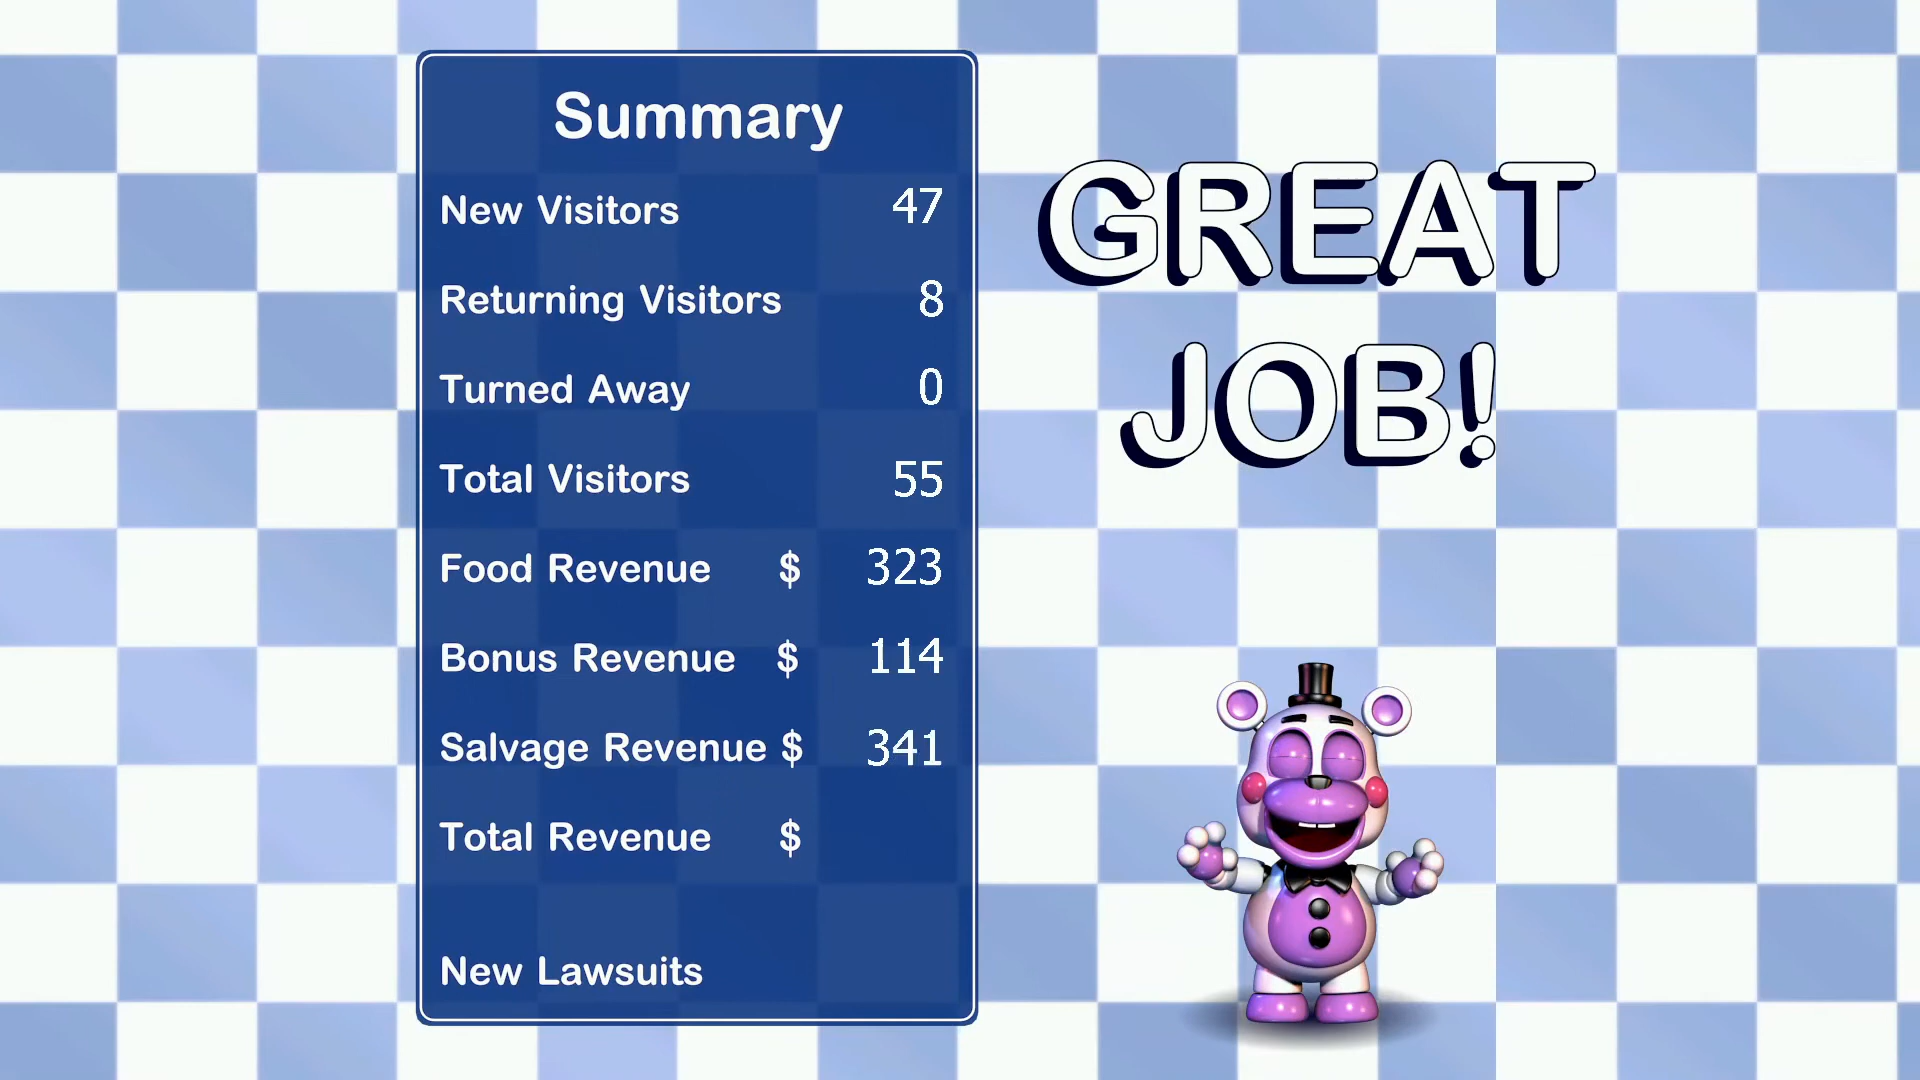 Summary
New Visitors 47
Returning Visitors 8
Turned Away 0
Total Visitors 55
Food Revenue $ 323
Bonus Revenue $ 114
Salvage Revenue $ 341
Total Revenue $
New Lawsuits
GREAT
JOB!